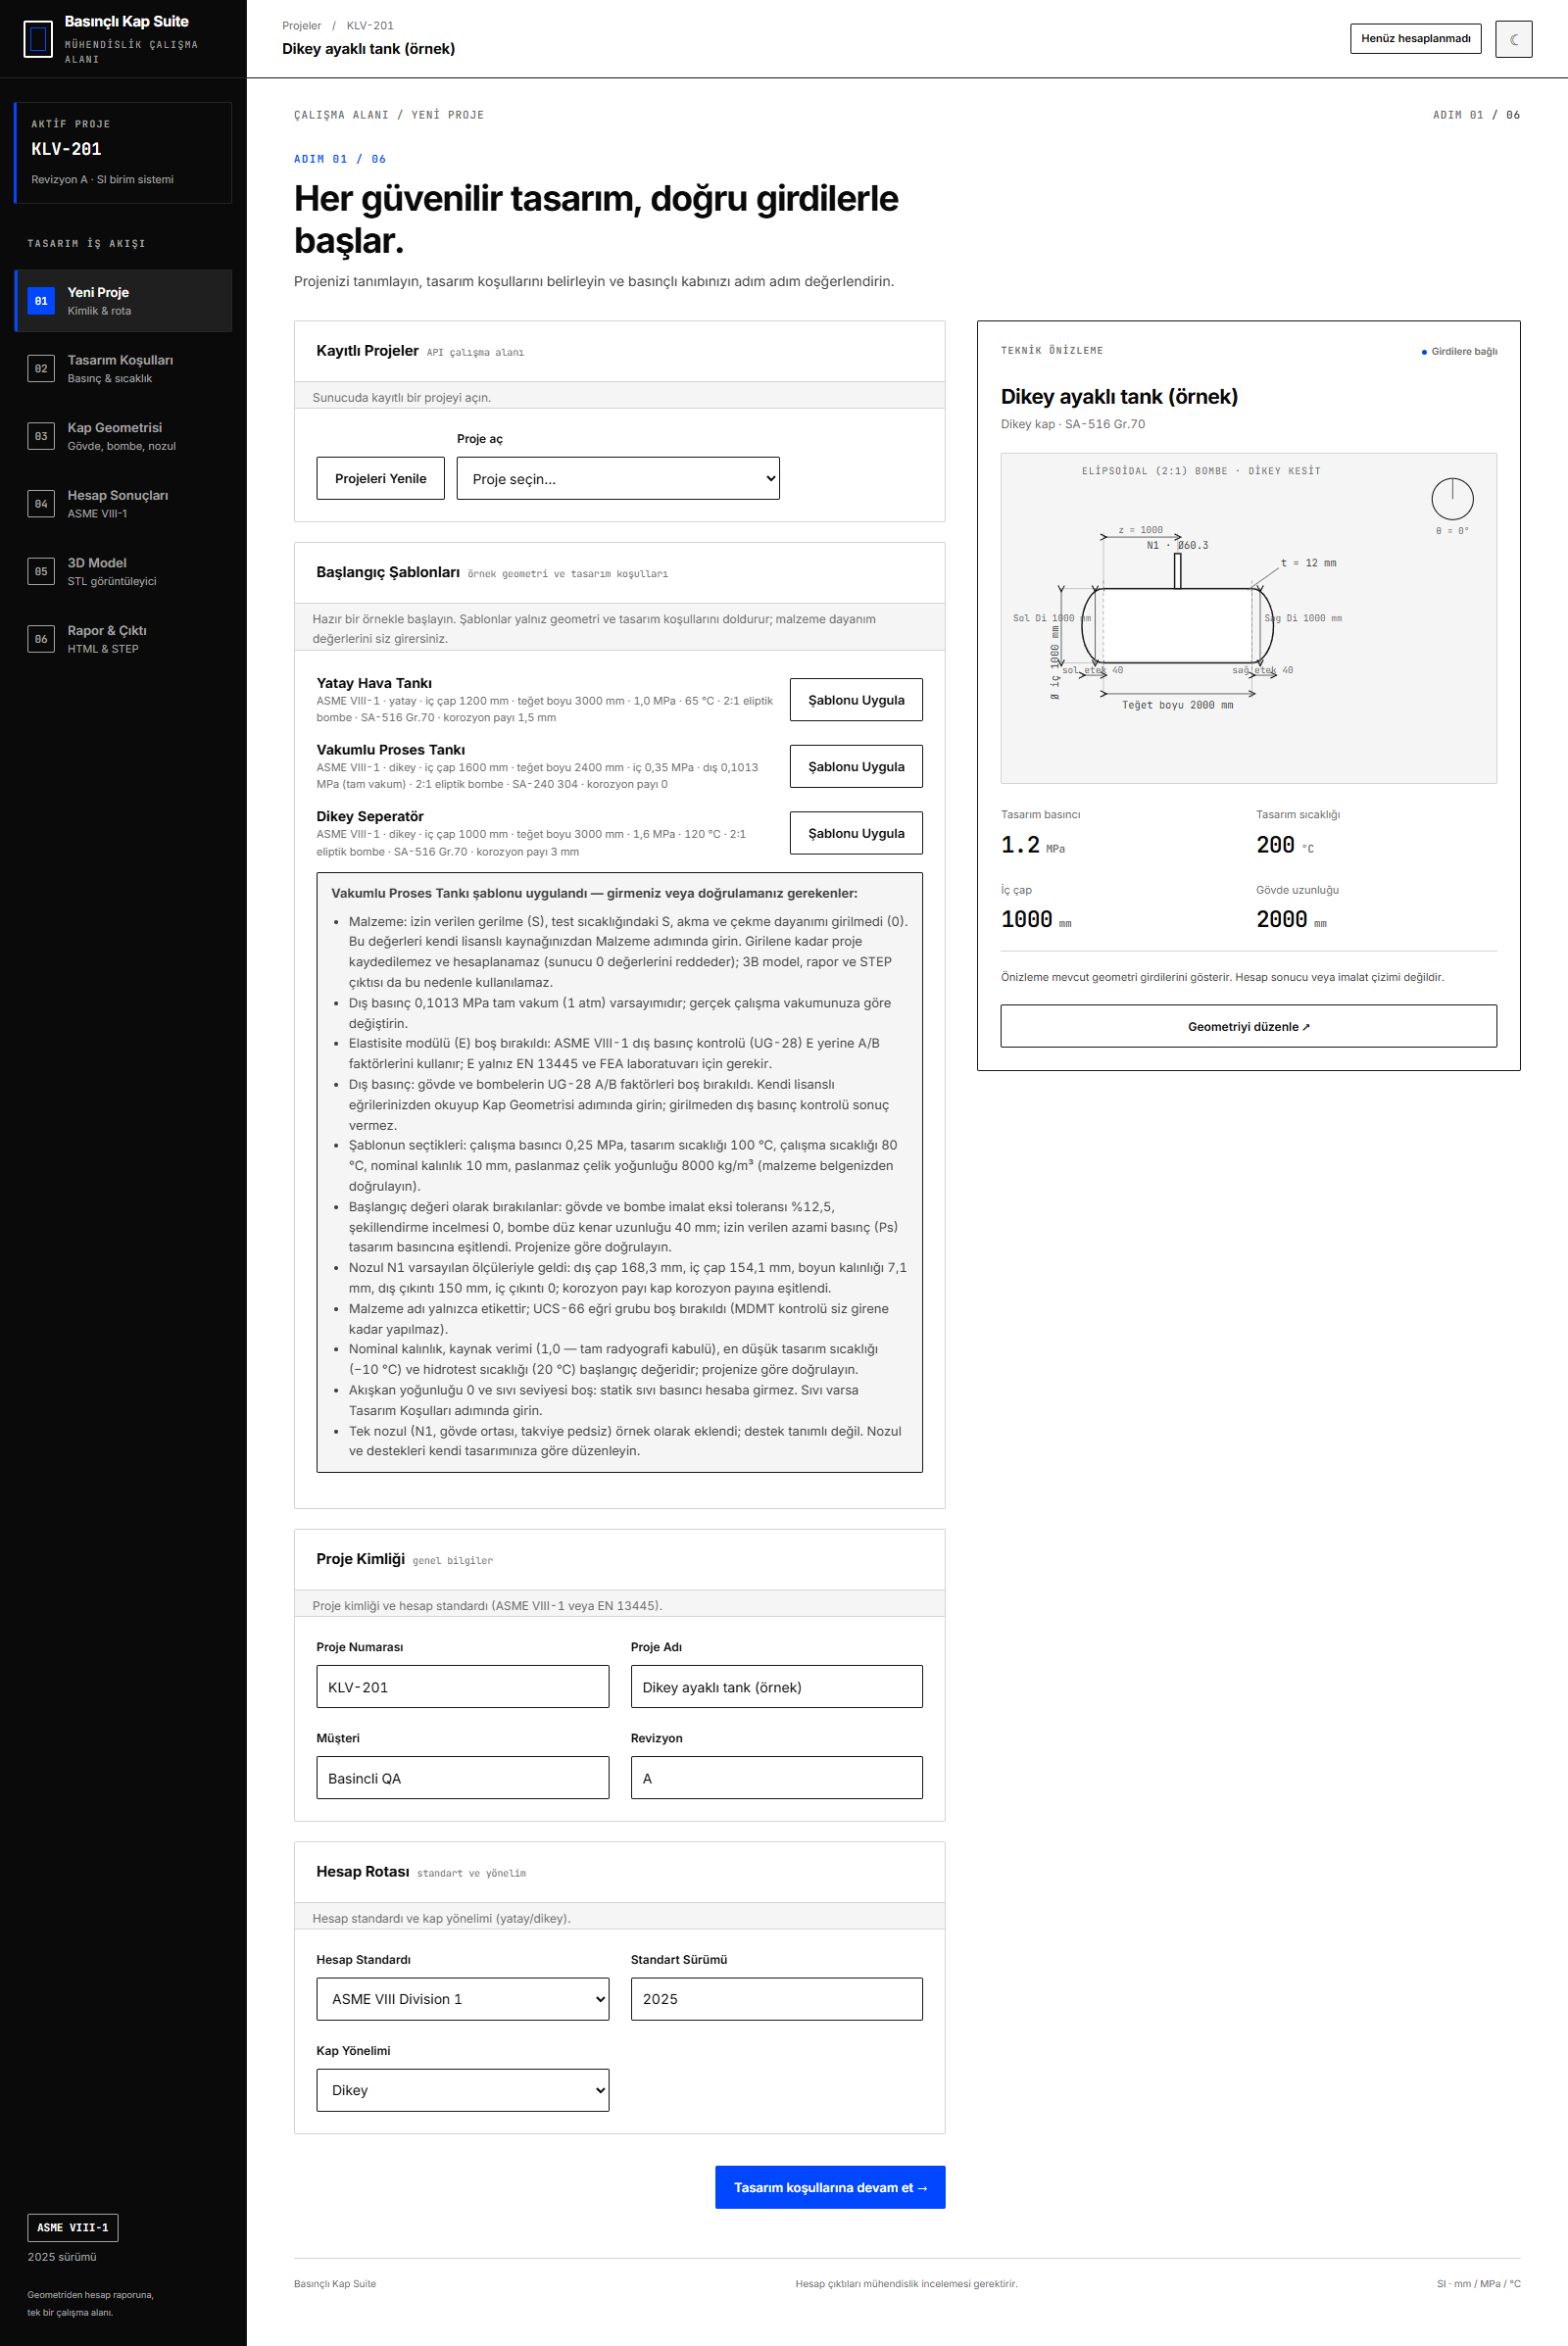 Basınçlı Kap Suite
MÜHENDİSLİK ÇALIŞMA
ALANI
AKTİF PROJE
KLV-201
Revizyon A · SI birim sistemi
TASARIM İŞ AKIŞI
01
Yeni Proje
Kimlik & rota
02
Tasarım Koşulları
Basınç & sıcaklık
03
Kap Geometrisi
Gövde, bombe, nozul
04
Hesap Sonuçları
ASME VIII-1
05
3D Model
STL görüntüleyici
06
Rapor & Çıktı
HTML & STEP
ASME VIII-1
2025 sürümü
Geometriden hesap raporuna,
tek bir çalışma alanı.
Projeler / KLV-201
Dikey ayaklı tank (örnek)
Henüz hesaplanmadı
ÇALIŞMA ALANI / YENİ PROJE
ADIM 01 / 06
ADIM 01 / 06
Her güvenilir tasarım, doğru girdilerle
başlar.
Projenizi tanımlayın, tasarım koşullarını belirleyin ve basınçlı kabınızı adım adım değerlendirin.
Kayıtlı Projeler API çalışma alanı
Sunucuda kayıtlı bir projeyi açın.
Proje aç
Projeleri Yenile
Proje seçin...
Başlangıç Şablonları örnek geometri ve tasarım koşulları
Hazır bir örnekle başlayın. Şablonlar yalnız geometri ve tasarım koşullarını doldurur; malzeme dayanım
değerlerini siz girersiniz.
Yatay Hava Tankı
ASME VIII-1 · yatay · iç çap 1200 mm · teğet boyu 3000 mm · 1,0 MPa · 65 °C · 2:1 eliptik
bombe · SA-516 Gr.70 · korozyon payı 1,5 mm
Şablonu Uygula
Vakumlu Proses Tankı
ASME VIII-1 · dikey · iç çap 1600 mm · teğet boyu 2400 mm · iç 0,35 MPa · dış 0,1013
MPa (tam vakum) · 2:1 eliptik bombe · SA-240 304 · korozyon payı 0
Şablonu Uygula
Dikey Seperatör
ASME VIII-1 · dikey · iç çap 1000 mm · teğet boyu 3000 mm · 1,6 MPa · 120 °C · 2:1
eliptik bombe · SA-516 Gr.70 · korozyon payı 3 mm
Şablonu Uygula
Vakumlu Proses Tankı şablonu uygulandı — girmeniz veya doğrulamanız gerekenler:
• Malzeme: izin verilen gerilme (S), test sıcaklığındaki S, akma ve çekme dayanımı girilmedi (0).
Bu değerleri kendi lisanslı kaynağınızdan Malzeme adımında girin. Girilene kadar proje
kaydedilemez ve hesaplanamaz (sunucu 0 değerlerini reddeder); 3B model, rapor ve STEP
çıktısı da bu nedenle kullanılamaz.
• Dış basınç 0,1013 MPa tam vakum (1 atm) varsayımıdır; gerçek çalışma vakumunuza göre
değiştirin.
• Elastisite modülü (E) boş bırakıldı: ASME VIII-1 dış basınç kontrolü (UG-28) E yerine A/B
faktörlerini kullanır; E yalnız EN 13445 ve FEA laboratuvarı için gerekir.
• Dış basınç: gövde ve bombelerin UG-28 A/B faktörleri boş bırakıldı. Kendi lisanslı
eğrilerinizden okuyup Kap Geometrisi adımında girin; girilmeden dış basınç kontrolü sonuç
vermez.
• Şablonun seçtikleri: çalışma basıncı 0,25 MPa, tasarım sıcaklığı 100 °C, çalışma sıcaklığı 80
°C, nominal kalınlık 10 mm, paslanmaz çelik yoğunluğu 8000 kg/m³ (malzeme belgenizden
doğrulayın).
• Başlangıç değeri olarak bırakılanlar: gövde ve bombe imalat eksi toleransı %12,5,
şekillendirme incelmesi 0, bombe düz kenar uzunluğu 40 mm; izin verilen azami basınç (Ps)
tasarım basıncına eşitlendi. Projenize göre doğrulayın.
• Nozul N1 varsayılan ölçüleriyle geldi: dış çap 168,3 mm, iç çap 154,1 mm, boyun kalınlığı 7,1
mm, dış çıkıntı 150 mm, iç çıkıntı 0; korozyon payı kap korozyon payına eşitlendi.
• Malzeme adı yalnızca etikettir; UCS-66 eğri grubu boş bırakıldı (MDMT kontrolü siz girene
kadar yapılmaz).
• Nominal kalınlık, kaynak verimi (1,0 — tam radyografi kabulü), en düşük tasarım sıcaklığı
(−10 °C) ve hidrotest sıcaklığı (20 °C) başlangıç değeridir; projenize göre doğrulayın.
• Akışkan yoğunluğu 0 ve sıvı seviyesi boş: statik sıvı basıncı hesaba girmez. Sıvı varsa
Tasarım Koşulları adımında girin.
• Tek nozul (N1, gövde ortası, takviye pedsiz) örnek olarak eklendi; destek tanımlı değil. Nozul
ve destekleri kendi tasarımınıza göre düzenleyin.
Proje Kimliği genel bilgiler
Proje kimliği ve hesap standardı (ASME VIII-1 veya EN 13445).
Proje Numarası
KLV-201
Proje Adı
Dikey ayaklı tank (örnek)
Müşteri
Basincli QA
Revizyon
A
Hesap Rotası standart ve yönelim
Hesap standardı ve kap yönelimi (yatay/dikey).
Hesap Standardı
ASME VIII Division 1
Standart Sürümü
2025
Kap Yönelimi
Dikey
Tasarım koşullarına devam et →
TEKNİK ÖNİZLEME
Girdilere bağlı
Dikey ayaklı tank (örnek)
Dikey kap · SA-516 Gr.70
ELİPSOİDAL (2:1) BOMBE · DİKEY KESİT
θ = 0°
z = 1000
N1 · Ø60.3
t = 12 mm
Sol Di 1000 mm
Sağ Di 1000 mm
Ø iç 1000 mm
sol etek 40
sağ etek 40
Teğet boyu 2000 mm
Tasarım basıncı
1.2 MPa
Tasarım sıcaklığı
200 °C
İç çap
1000 mm
Gövde uzunluğu
2000 mm
Önizleme mevcut geometri girdilerini gösterir. Hesap sonucu veya imalat çizimi değildir.
Geometriyi düzenle ↗
Basınçlı Kap Suite
Hesap çıktıları mühendislik incelemesi gerektirir.
SI · mm / MPa / °C